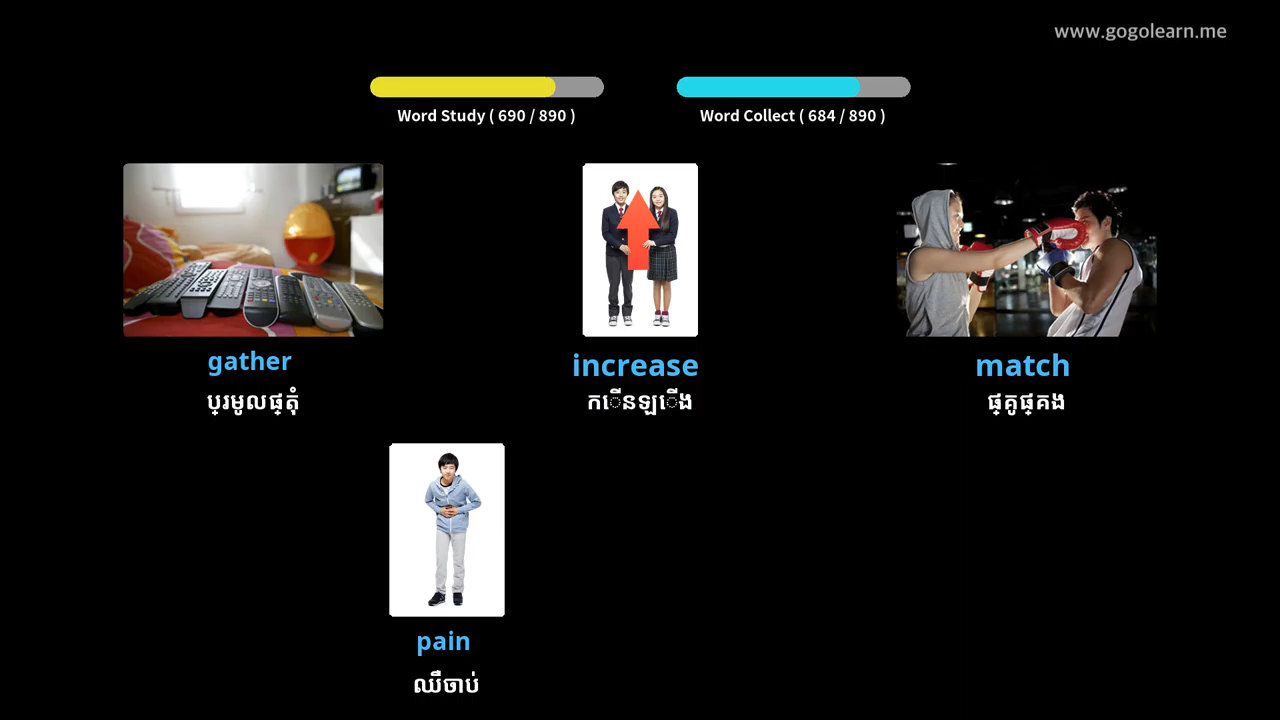 www.gogolearn.me
Word Study ( 690 / 890 )
Word Collect ( 684 / 890 )
gather
ប្រមូលផ្តុំ
increase
កើនឡើង
match
ផ្គូផ្គង
pain
ឈឺចាប់